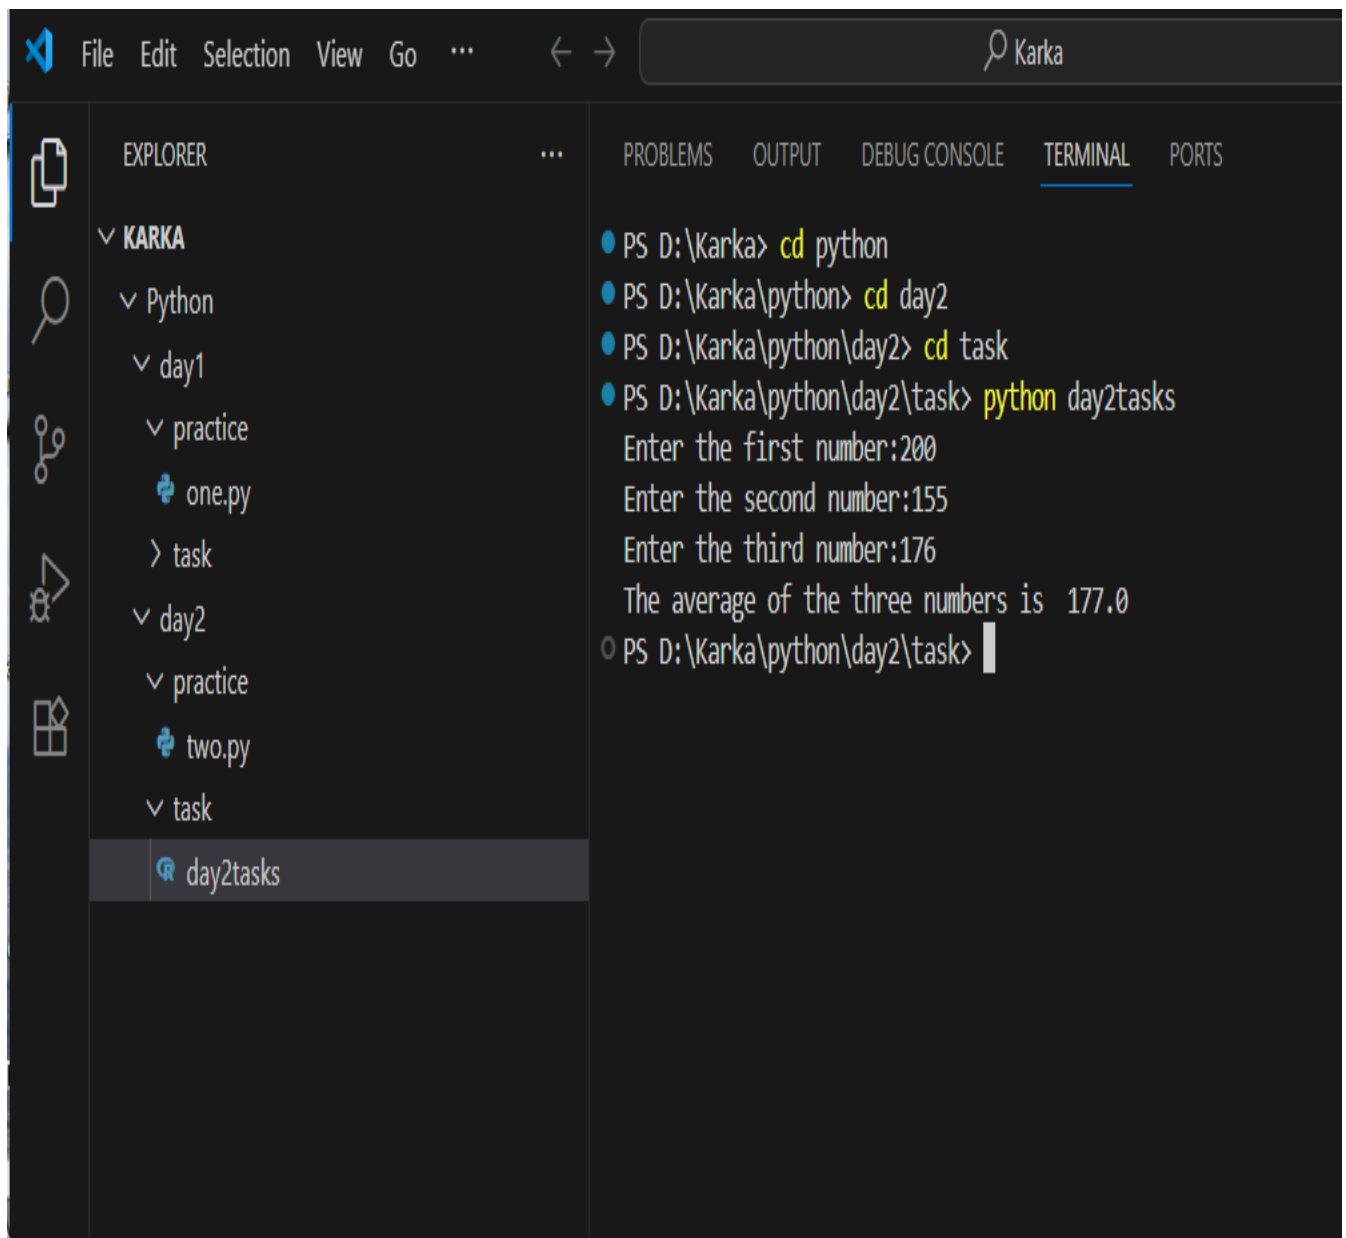 File Edit Selection View Go ··· ← → Karka
EXPLORER ···
KARKA
Python
day1
practice
one.py
task
day2
practice
two.py
task
day2tasks
PROBLEMS OUTPUT DEBUG CONSOLE TERMINAL PORTS
PS D:\Karka> cd python
PS D:\Karka\python> cd day2
PS D:\Karka\python\day2> cd task
PS D:\Karka\python\day2\task> python day2tasks
Enter the first number:200
Enter the second number:155
Enter the third number:176
The average of the three numbers is  177.0
PS D:\Karka\python\day2\task>